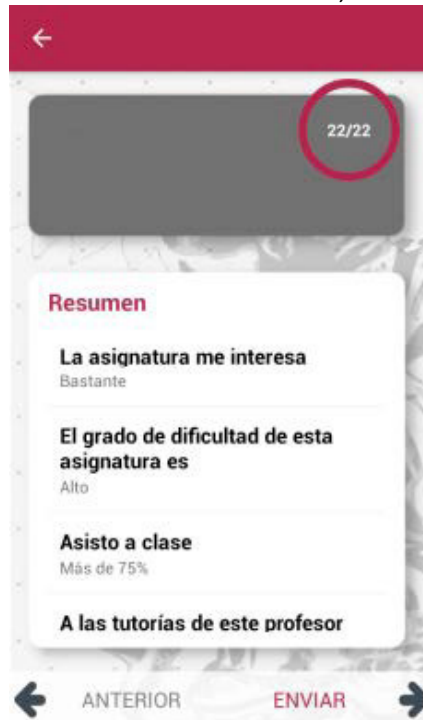 22/22
Resumen
La asignatura me interesa
Bastante
El grado de dificultad de esta
asignatura es
Alto
Asisto a clase
Más de 75%
A las tutorías de este profesor
ANTERIOR ENVIAR